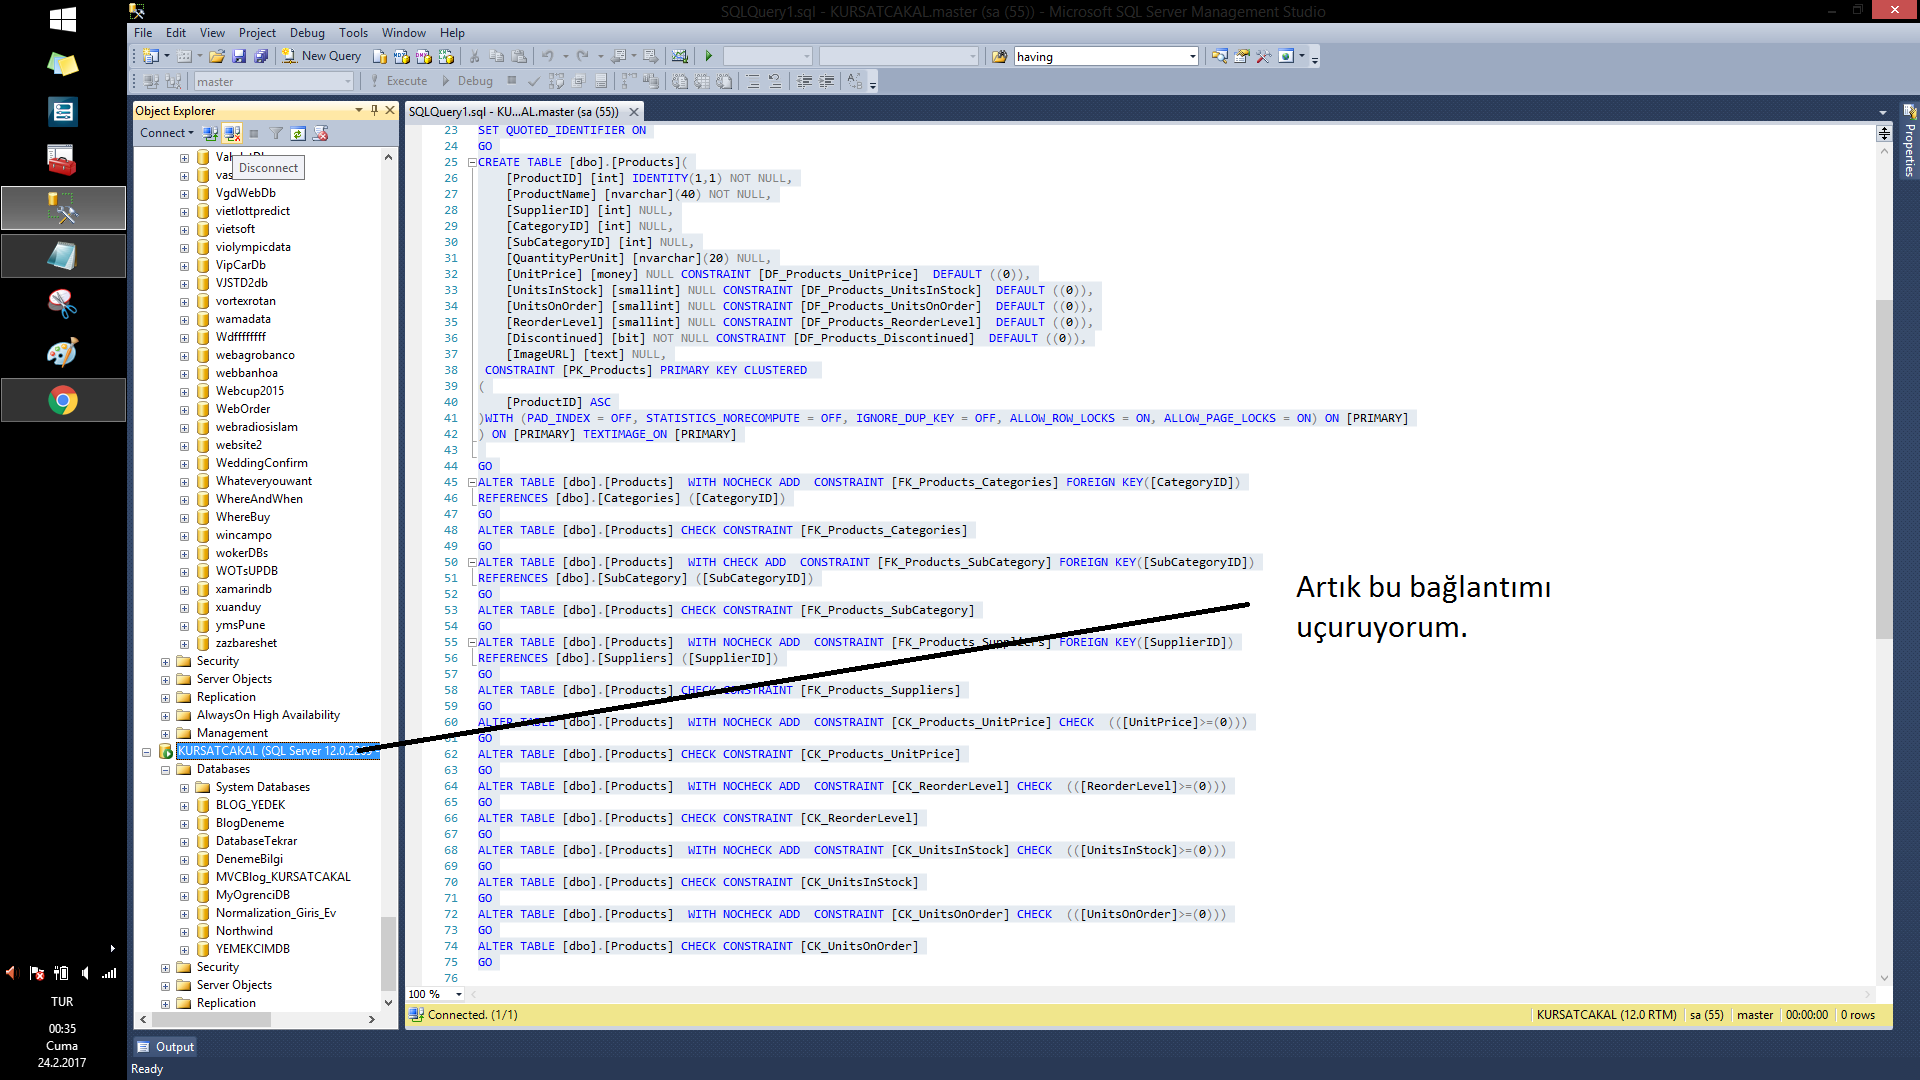 SQLQuery1.sql - KURSATCAKAL.master (sa (55)) - Microsoft SQL Server Management Studio
File Edit View Project Debug Tools Window Help
New Query having
master Execute Debug
Object Explorer
SQLQuery1.sql - KU...AL.master (sa (55))
Properties
Connect
Disconnect
VgdWebDb
vietlottpredict
vietsoft
violympicdata
VipCarDb
VJSTD2db
vortexrotan
wamadata
Wdffffffff
webagrobanco
webbanhoa
Webcup2015
WebOrder
webradiosislam
website2
WeddingConfirm
Whateveryouwant
WhereAndWhen
WhereBuy
wincampo
wokerDBs
WOTsUPDB
xamarindb
xuanduy
ymsPune
zazbareshet
Security
Server Objects
Replication
AlwaysOn High Availability
Management
KURSATCAKAL (SQL Server 12.0.2
Databases
System Databases
BLOG_YEDEK
BlogDeneme
DatabaseTekrar
DenemeBilgi
MVCBlog_KURSATCAKAL
MyOgrenciDB
Normalization_Giris_Ev
Northwind
YEMEKCIMDB
Security
Server Objects
Replication
23 SET QUOTED_IDENTIFIER ON
24 GO
25 CREATE TABLE [dbo].[Products](
26 [ProductID] [int] IDENTITY(1,1) NOT NULL,
27 [ProductName] [nvarchar](40) NOT NULL,
28 [SupplierID] [int] NULL,
29 [CategoryID] [int] NULL,
30 [SubCategoryID] [int] NULL,
31 [QuantityPerUnit] [nvarchar](20) NULL,
32 [UnitPrice] [money] NULL CONSTRAINT [DF_Products_UnitPrice]  DEFAULT ((0)),
33 [UnitsInStock] [smallint] NULL CONSTRAINT [DF_Products_UnitsInStock]  DEFAULT ((0)),
34 [UnitsOnOrder] [smallint] NULL CONSTRAINT [DF_Products_UnitsOnOrder]  DEFAULT ((0)),
35 [ReorderLevel] [smallint] NULL CONSTRAINT [DF_Products_ReorderLevel]  DEFAULT ((0)),
36 [Discontinued] [bit] NOT NULL CONSTRAINT [DF_Products_Discontinued]  DEFAULT ((0)),
37 [ImageURL] [text] NULL,
38 CONSTRAINT [PK_Products] PRIMARY KEY CLUSTERED
39 (
40 [ProductID] ASC
41 )WITH (PAD_INDEX = OFF, STATISTICS_NORECOMPUTE = OFF, IGNORE_DUP_KEY = OFF, ALLOW_ROW_LOCKS = ON, ALLOW_PAGE_LOCKS = ON) ON [PRIMARY]
42 ) ON [PRIMARY] TEXTIMAGE_ON [PRIMARY]
43
44 GO
45 ALTER TABLE [dbo].[Products]  WITH NOCHECK ADD  CONSTRAINT [FK_Products_Categories] FOREIGN KEY([CategoryID])
46 REFERENCES [dbo].[Categories] ([CategoryID])
47 GO
48 ALTER TABLE [dbo].[Products] CHECK CONSTRAINT [FK_Products_Categories]
49 GO
50 ALTER TABLE [dbo].[Products]  WITH CHECK ADD  CONSTRAINT [FK_Products_SubCategory] FOREIGN KEY([SubCategoryID])
51 REFERENCES [dbo].[SubCategory] ([SubCategoryID])
52 GO
53 ALTER TABLE [dbo].[Products] CHECK CONSTRAINT [FK_Products_SubCategory]
54 GO
55 ALTER TABLE [dbo].[Products]  WITH NOCHECK ADD  CONSTRAINT [FK_Products_Suppliers] FOREIGN KEY([SupplierID])
56 REFERENCES [dbo].[Suppliers] ([SupplierID])
57 GO
58 ALTER TABLE [dbo].[Products] CHECK CONSTRAINT [FK_Products_Suppliers]
59 GO
60 ALTER TABLE [dbo].[Products]  WITH NOCHECK ADD  CONSTRAINT [CK_Products_UnitPrice] CHECK  (([UnitPrice]>=(0)))
61 GO
62 ALTER TABLE [dbo].[Products] CHECK CONSTRAINT [CK_Products_UnitPrice]
63 GO
64 ALTER TABLE [dbo].[Products]  WITH NOCHECK ADD  CONSTRAINT [CK_ReorderLevel] CHECK  (([ReorderLevel]>=(0)))
65 GO
66 ALTER TABLE [dbo].[Products] CHECK CONSTRAINT [CK_ReorderLevel]
67 GO
68 ALTER TABLE [dbo].[Products]  WITH NOCHECK ADD  CONSTRAINT [CK_UnitsInStock] CHECK  (([UnitsInStock]>=(0)))
69 GO
70 ALTER TABLE [dbo].[Products] CHECK CONSTRAINT [CK_UnitsInStock]
71 GO
72 ALTER TABLE [dbo].[Products]  WITH NOCHECK ADD  CONSTRAINT [CK_UnitsOnOrder] CHECK  (([UnitsOnOrder]>=(0)))
73 GO
74 ALTER TABLE [dbo].[Products] CHECK CONSTRAINT [CK_UnitsOnOrder]
75 GO
76
Artık bu bağlantımı
uçuruyorum.
100 %
Connected. (1/1) KURSATCAKAL (12.0 RTM) sa (55) master 00:00:00 0 rows
Output
Ready
TUR
00:35
Cuma
24.2.2017